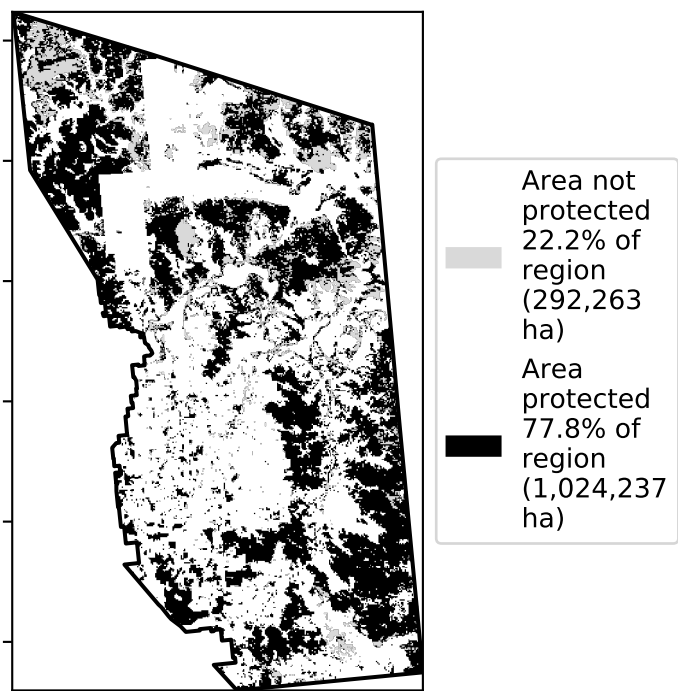 Area not
protected
22.2% of
region
(292,263
ha)
Area
protected
77.8% of
region
(1,024,237
ha)